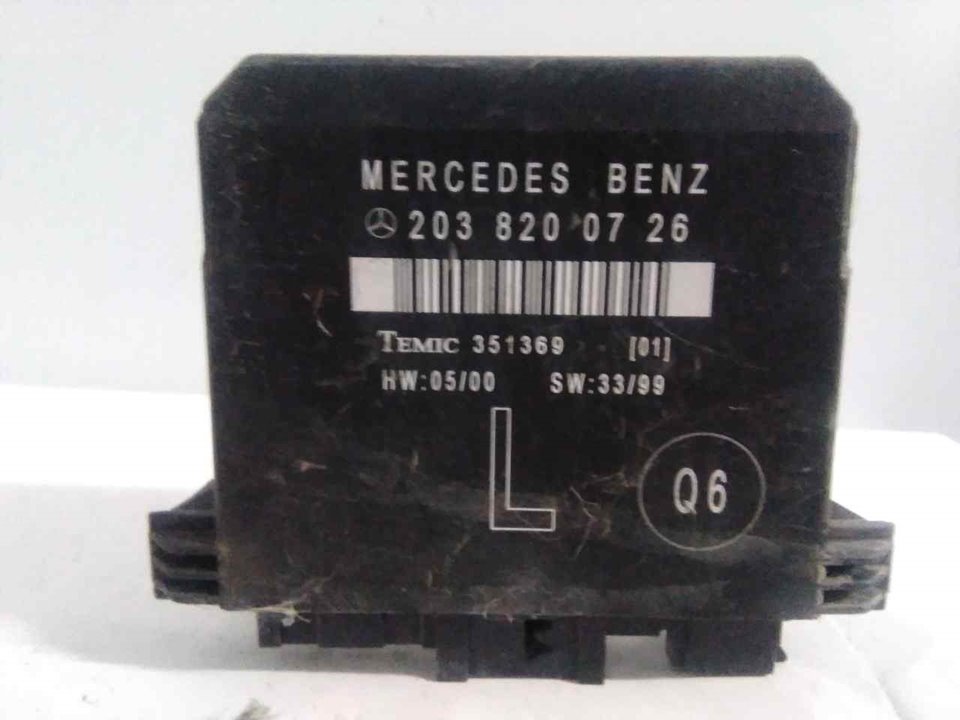 MERCEDES BENZ
203 820 07 26
TEMIC 351369 [01]
HW:05/00 SW:33/99
L
Q6